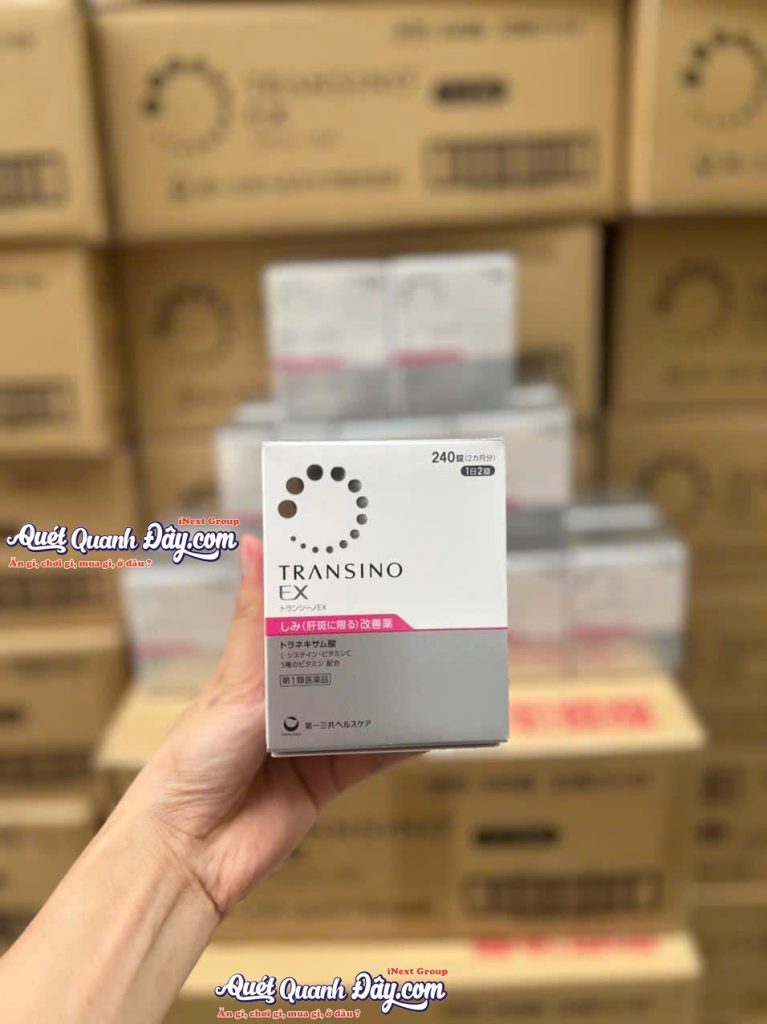 TRANSINO
EX
240錠(2カ月分)
1日2回
TRANSINO
EX
トランシーノEX
しみ(肝斑に限る)改善薬
トラネキサム酸
L-システイン・ビタミンC
3種のビタミン 配合
第1類医薬品
第一三共ヘルスケア
iNext Group
Quét Quanh Đây.com
Ăn gì, chơi gì, mua gì, ở đâu ?
iNext Group
Quét Quanh Đây.com
Ăn gì, chơi gì, mua gì, ở đâu ?